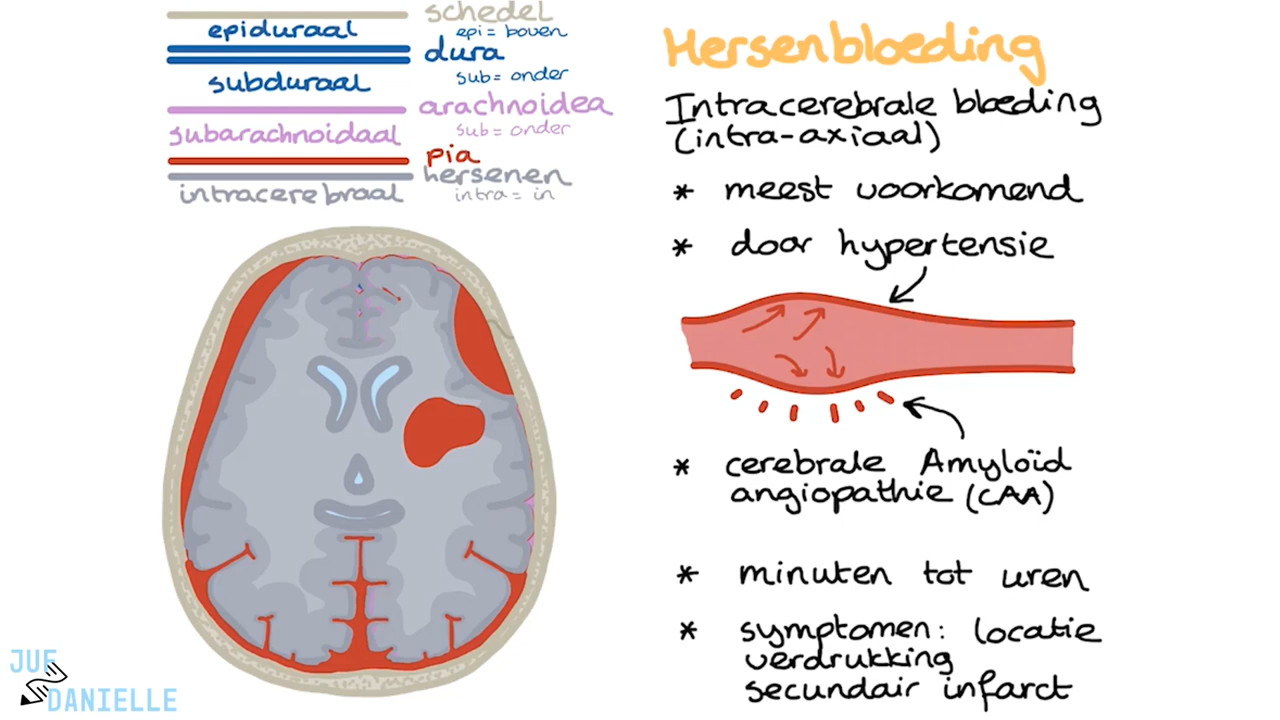 schedel
epiduraal
epi = boven
dura
subduraal
sub = onder
arachnoidea
subarachnoidaal
sub = onder
pia
hersenen
intracerebraal
intra = in
Hersenbloeding
Intracerebrale bloeding
(intra-axiaal)
* meest voorkomend
* door hypertensie
* cerebrale Amyloïd
angiopathie (CAA)
* minuten tot uren
* symptomen: locatie
verdrukking
secundair infarct
JUF
DANIELLE